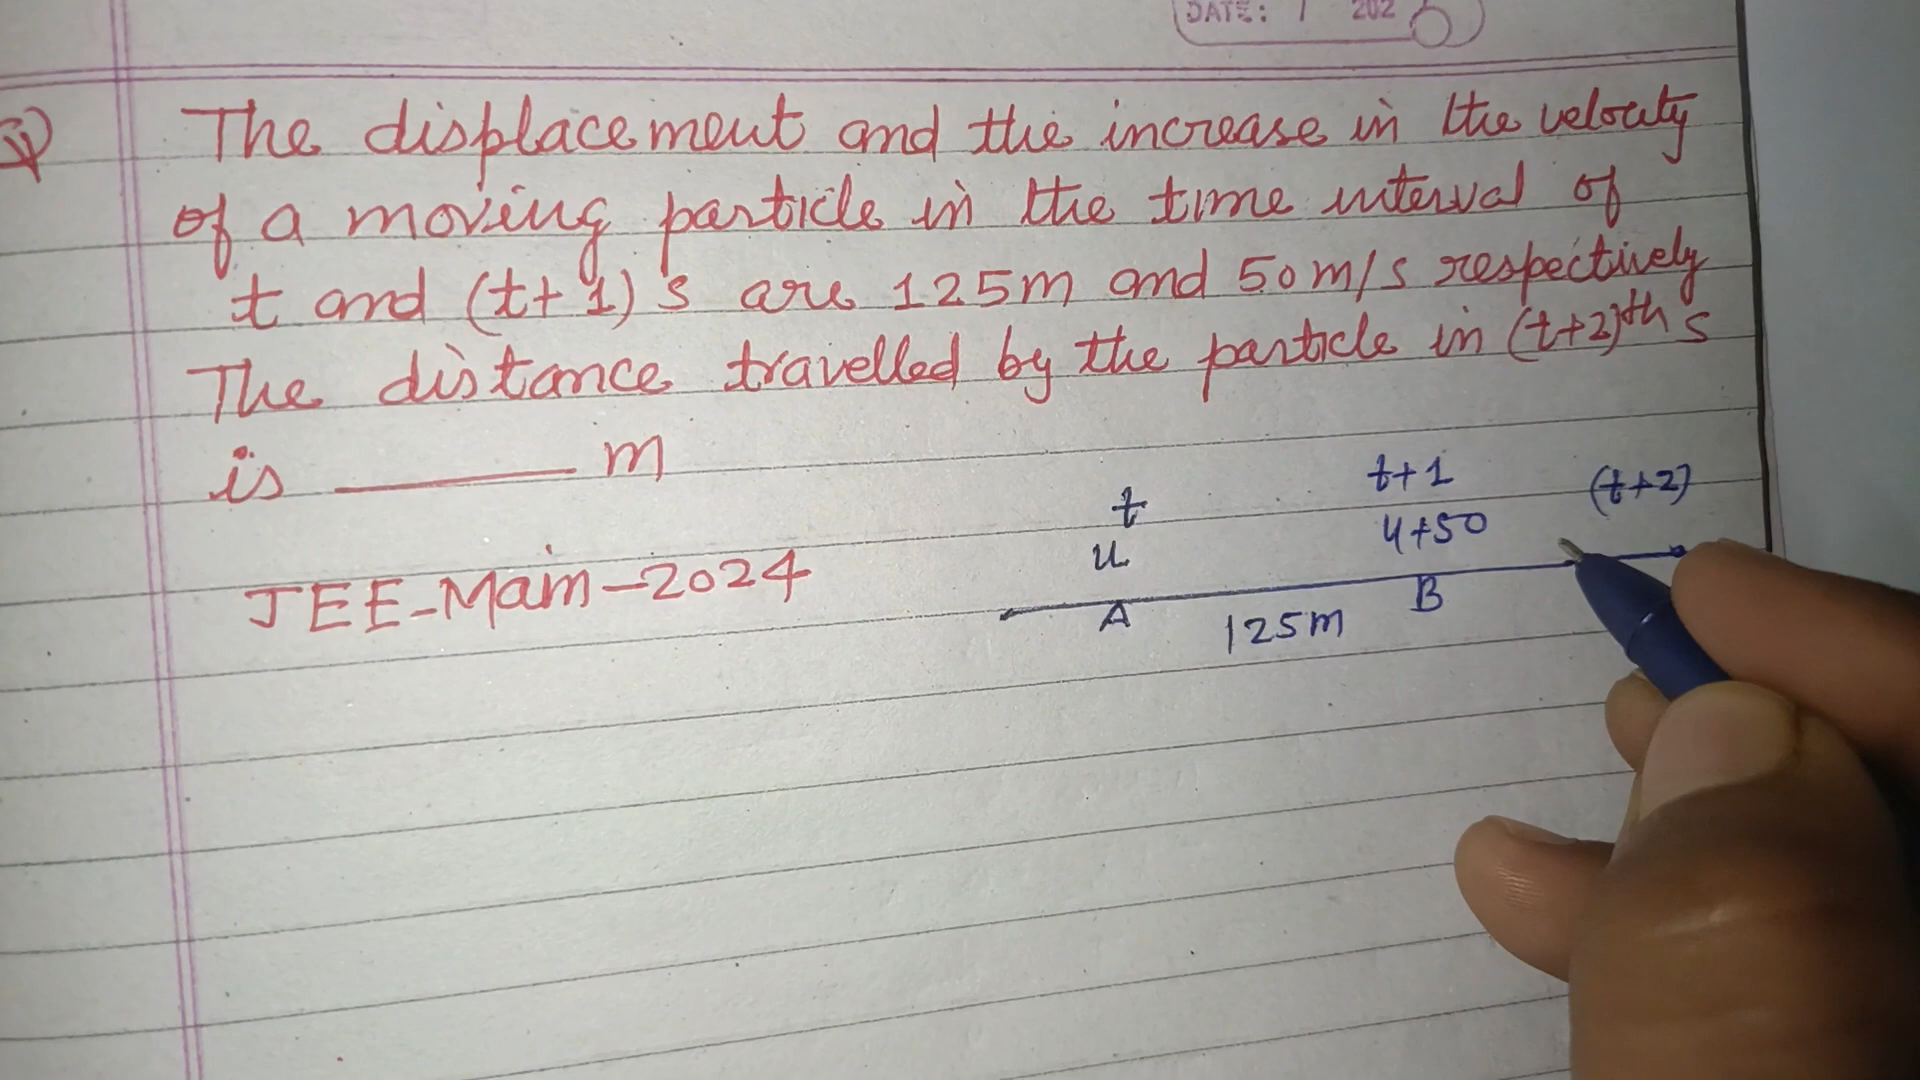 DATE: / 202
Q)
The displacement and the increase in the velocity
of a moving particle in the time interval of
t and (t+1) s are 125m and 50 m/s respectively
The distance travelled by the particle in (t+2)th s
is ______ m
JEE-Main-2024
t t+1 (t+2)
u u+50
A 125m B